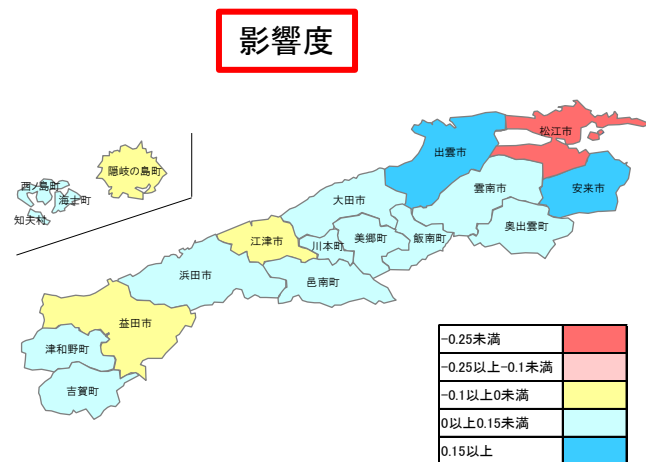 影響度
松江市
出雲市
隠岐の島町
西ノ島町
海士町
知夫村
雲南市
安来市
大田市
奥出雲町
江津市
川本町
美郷町
飯南町
浜田市
邑南町
益田市
津和野町
吉賀町
-0.25未満
-0.25以上-0.1未満
-0.1以上0未満
0以上0.15未満
0.15以上